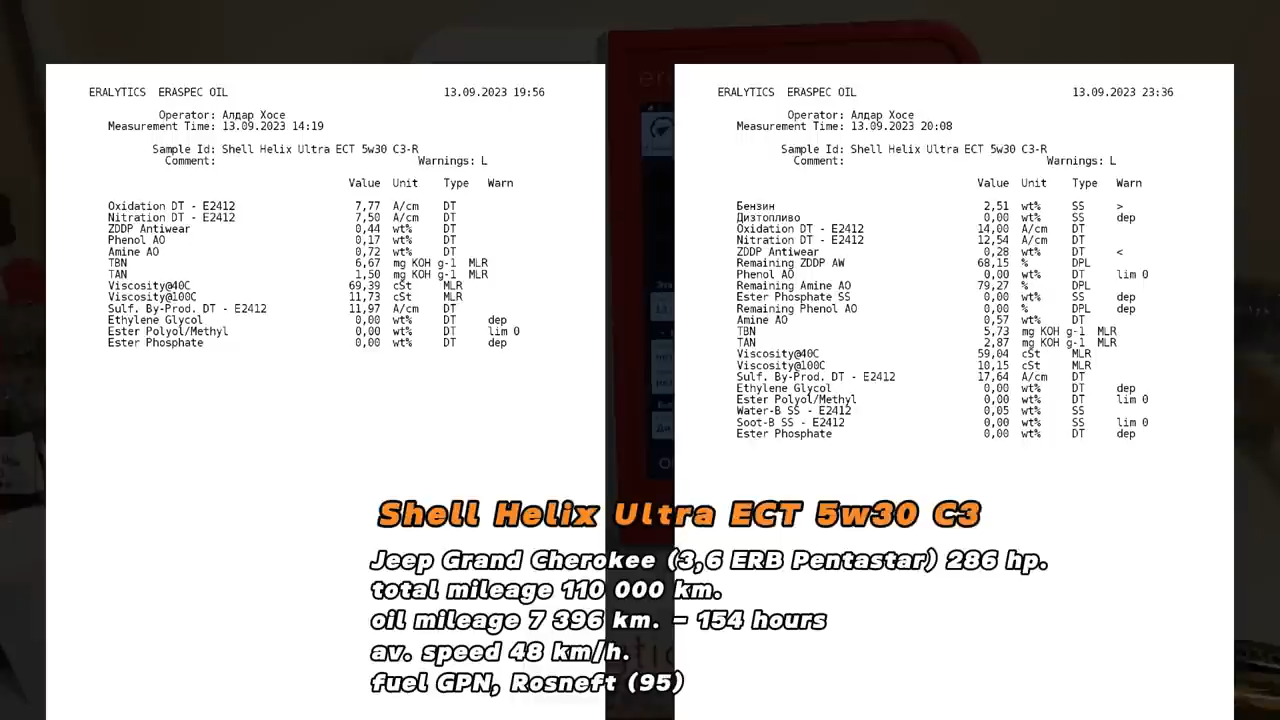 ERALYTICS ERASPEC OIL 13.09.2023 19:56
Operator: Алдар Хосе
Measurement Time: 13.09.2023 14:19
Sample Id: Shell Helix Ultra ECT 5w30 C3-R
Comment: Warnings: L
Value Unit Type Warn
Oxidation DT - E2412 7,77 A/cm DT
Nitration DT - E2412 7,50 A/cm DT
ZDDP Antiwear 0,44 wt% DT
Phenol AO 0,17 wt% DT
Amine AO 0,72 wt% DT
TBN 6,67 mg KOH g-1 MLR
TAN 1,50 mg KOH g-1 MLR
Viscosity@40C 69,39 cSt MLR
Viscosity@100C 11,73 cSt MLR
Sulf. By-Prod. DT - E2412 11,97 A/cm DT
Ethylene Glycol 0,00 wt% DT dep
Ester Polyol/Methyl 0,00 wt% DT lim 0
Ester Phosphate 0,00 wt% DT dep
ERALYTICS ERASPEC OIL 13.09.2023 23:36
Operator: Алдар Хосе
Measurement Time: 13.09.2023 20:08
Sample Id: Shell Helix Ultra ECT 5w30 C3-R
Comment: Warnings: L
Value Unit Type Warn
Бензин 2,51 wt% SS >
Дизтопливо 0,00 wt% SS dep
Oxidation DT - E2412 14,00 A/cm DT
Nitration DT - E2412 12,54 A/cm DT
ZDDP Antiwear 0,28 wt% DT <
Remaining ZDDP AW 68,15 % DPL
Phenol AO 0,00 wt% DT lim 0
Remaining Amine AO 79,27 % DPL
Ester Phosphate SS 0,00 wt% SS dep
Remaining Phenol AO 0,00 % DPL dep
Amine AO 0,57 wt% DT
TBN 5,73 mg KOH g-1 MLR
TAN 2,87 mg KOH g-1 MLR
Viscosity@40C 59,04 cSt MLR
Viscosity@100C 10,15 cSt MLR
Sulf. By-Prod. DT - E2412 17,64 A/cm DT
Ethylene Glycol 0,00 wt% DT dep
Ester Polyol/Methyl 0,00 wt% DT lim 0
Water-B SS - E2412 0,05 wt% SS
Soot-B SS - E2412 0,00 wt% SS lim 0
Ester Phosphate 0,00 wt% DT dep
Shell Helix Ultra ECT 5w30 C3
Jeep Grand Cherokee (3,6 ERB Pentastar) 286 hp.
total mileage 110 000 km.
oil mileage 7 396 km. - 154 hours
av. speed 48 km/h.
fuel GPN, Rosneft (95)